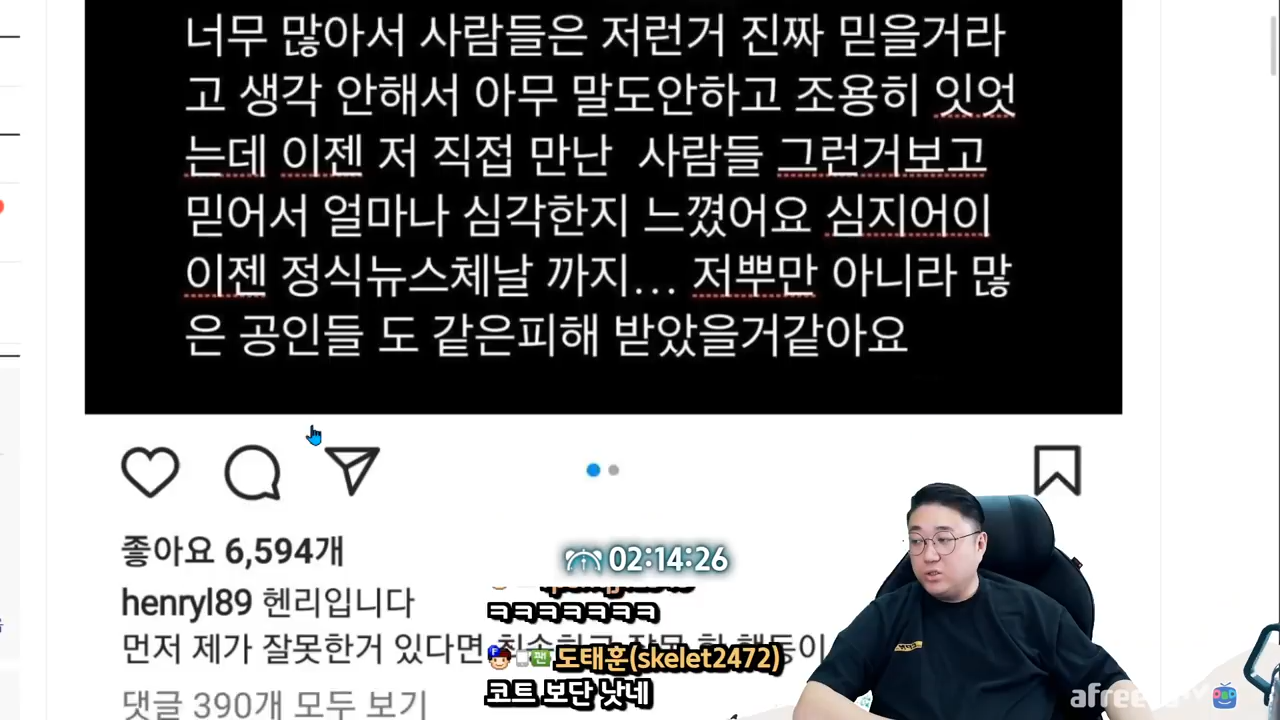 너무 많아서 사람들은 저런거 진짜 믿을거라
고 생각 안해서 아무 말도안하고 조용히 잇엇
는데 이젠 저 직접 만난 사람들 그런거보고
믿어서 얼마나 심각한지 느꼈어요 심지어이
이젠 정식뉴스체날 까지... 저뿌만 아니라 많
은 공인들 도 같은피해 받았을거같아요
좋아요 6,594개
02:14:26
henryl89 헨리입니다
ㅋㅋㅋㅋㅋㅋㅋ
먼저 제가 잘못한거 있다면
팬 도태훈(skelet2472)
코트 보단 낫네
댓글 390개 모두 보기